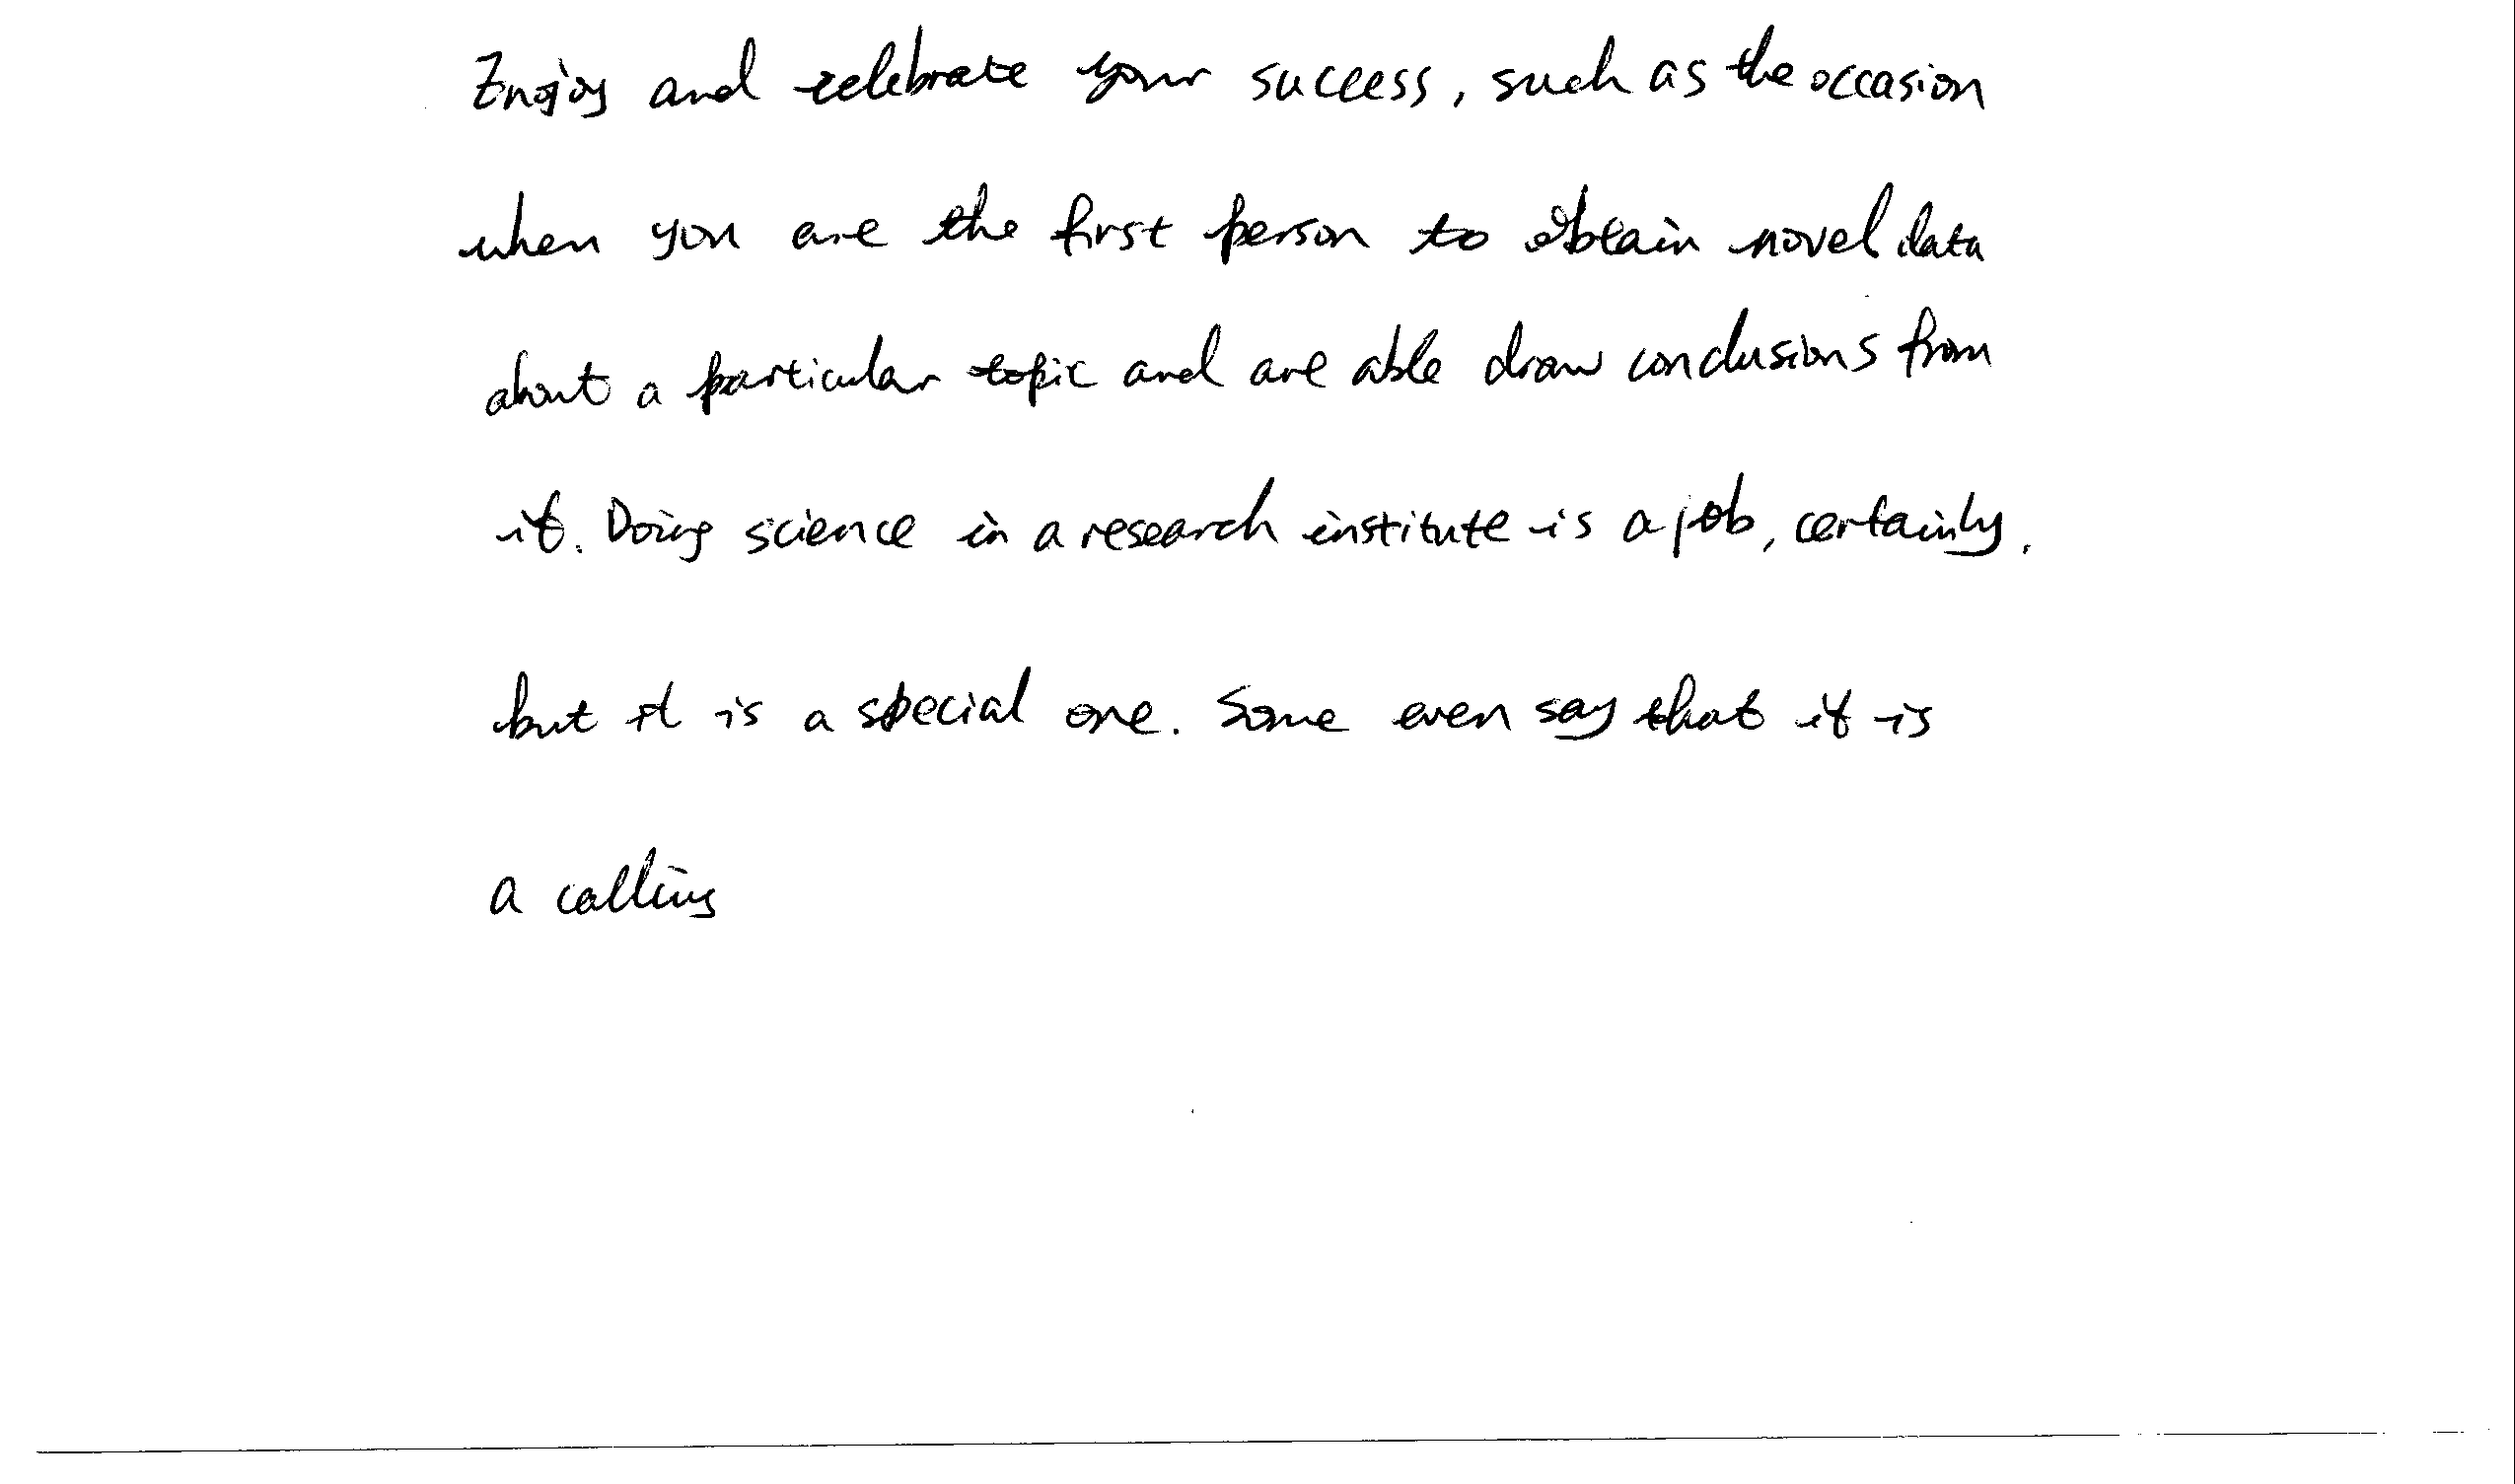 Enjoy and celebrate your success, such as the occasion
when you are the first person to obtain novel data
about a particular topic and are able draw conclusions from
it. Doing science in a research institute is a job, certainly,
but it is a special one. Some even say that it is
a calling